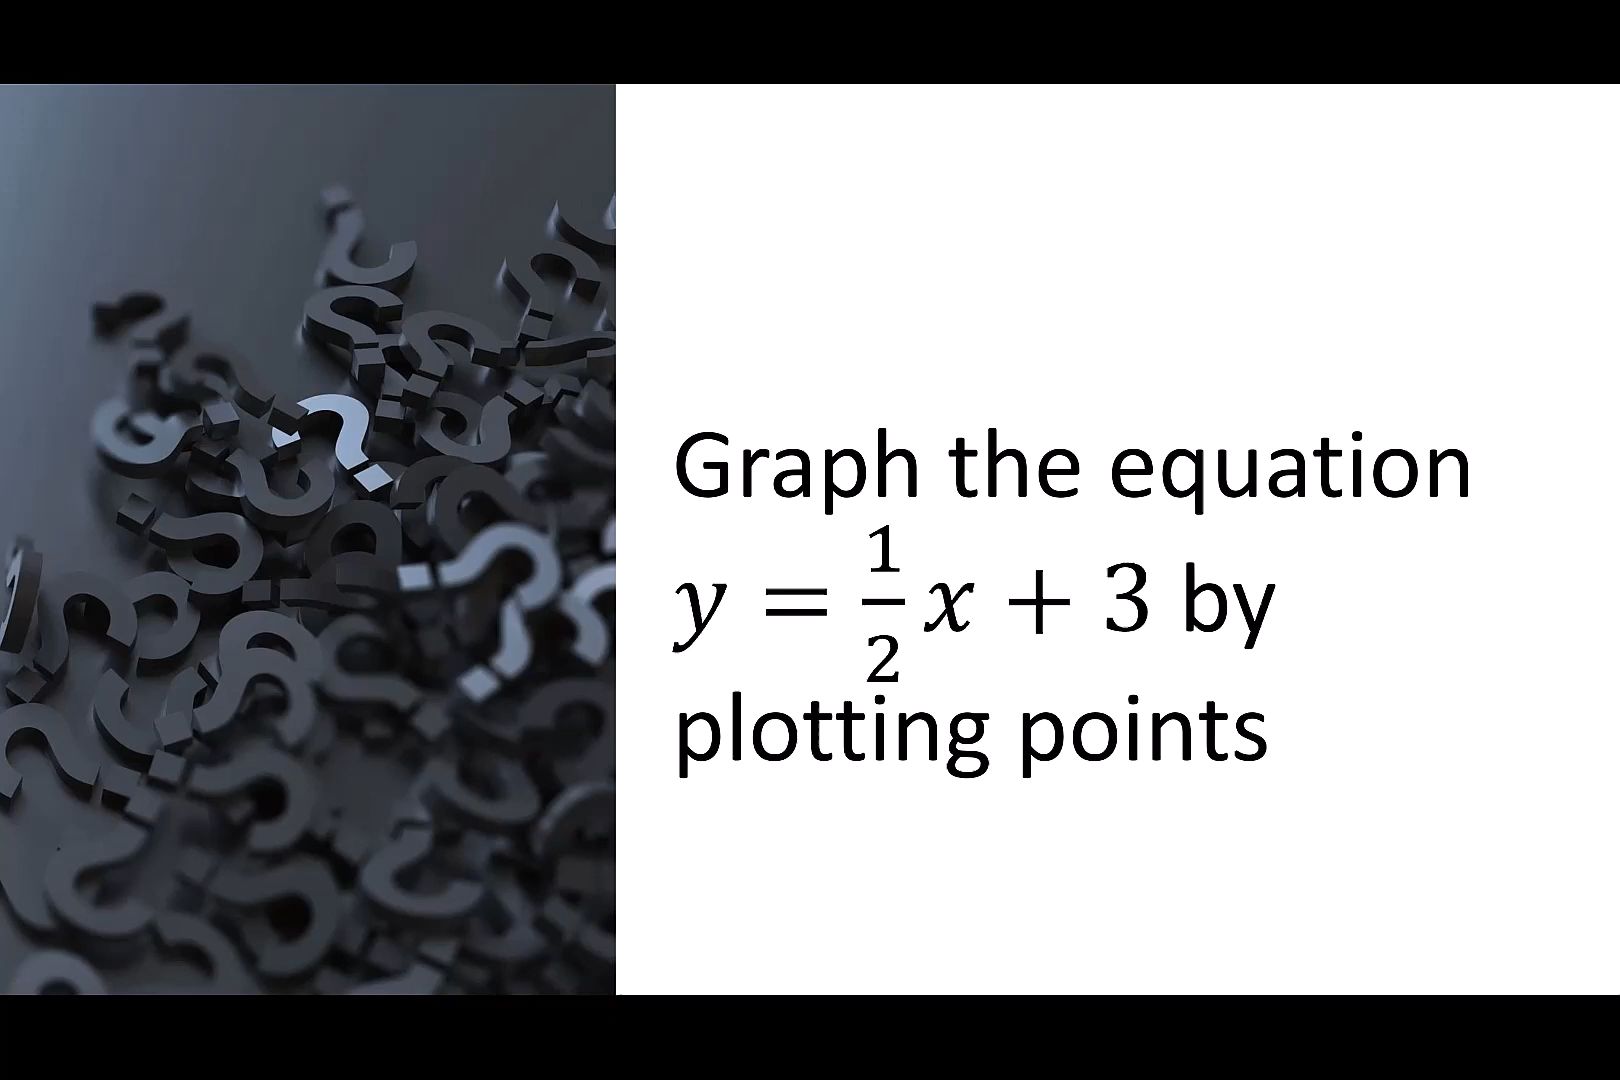 Graph the equation
y = 1/2 x + 3 by
plotting points